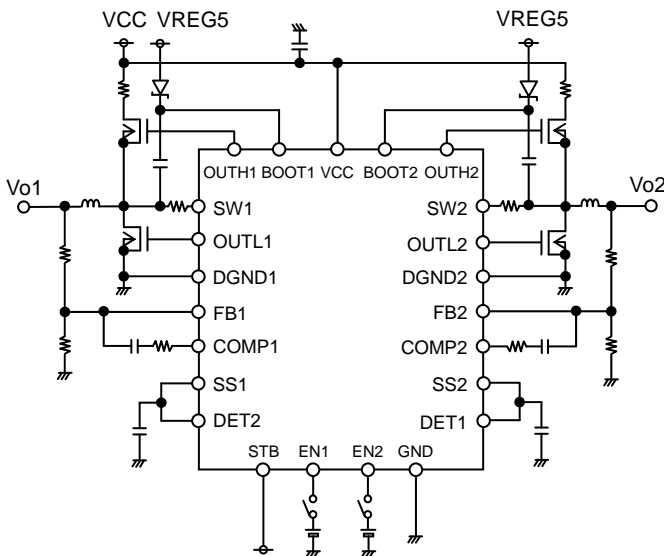 VCC VREG5 VREG5
OUTH1 BOOT1 VCC BOOT2 OUTH2
Vo1 Vo2
SW1 SW2
OUTL1 OUTL2
DGND1 DGND2
FB1 FB2
COMP1 COMP2
SS1 SS2
DET2 DET1
STB EN1 EN2 GND